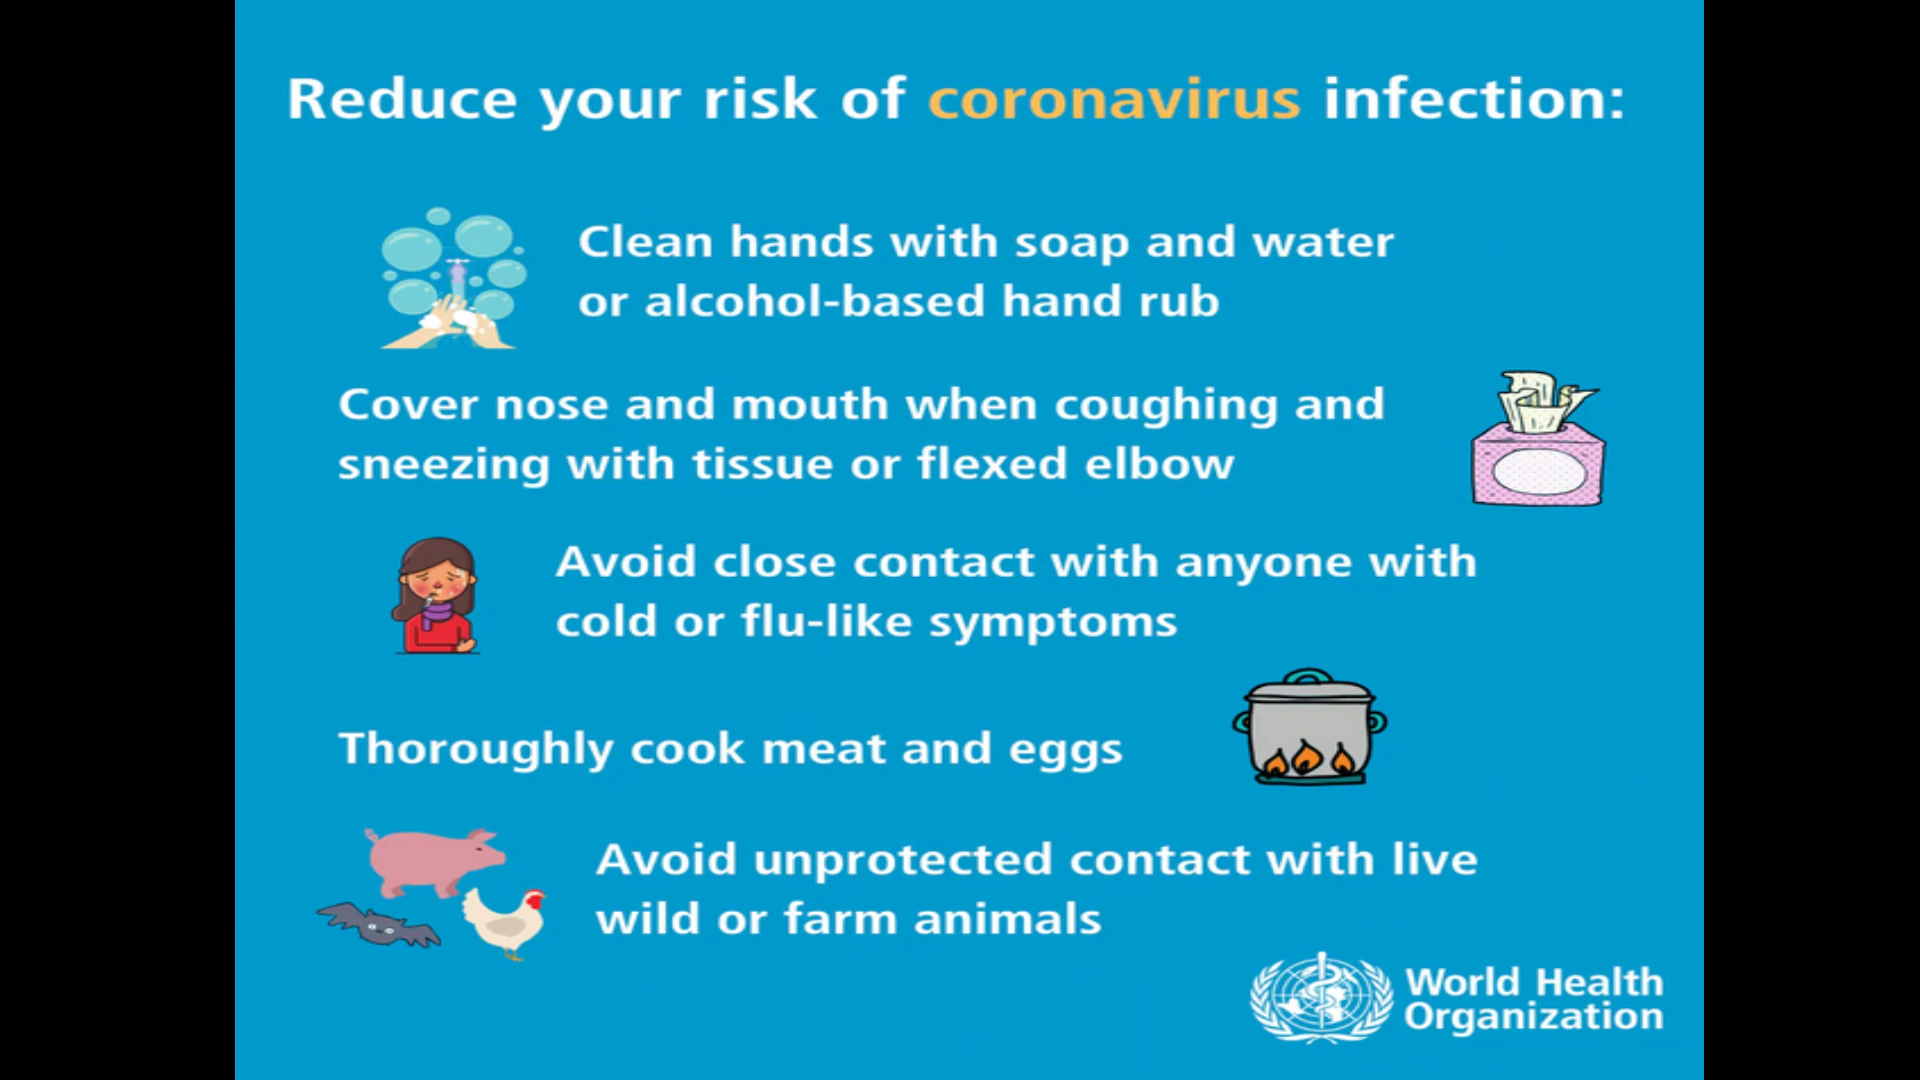 Reduce your risk of coronavirus infection:
Clean hands with soap and water
or alcohol-based hand rub
Cover nose and mouth when coughing and
sneezing with tissue or flexed elbow
Avoid close contact with anyone with
cold or flu-like symptoms
Thoroughly cook meat and eggs
Avoid unprotected contact with live
wild or farm animals
World Health
Organization